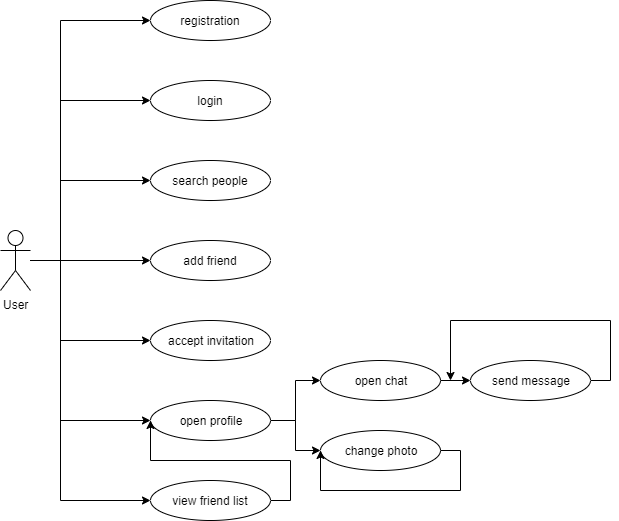 registration
login
search people
add friend
User
accept invitation
open chat
send message
open profile
change photo
view friend list